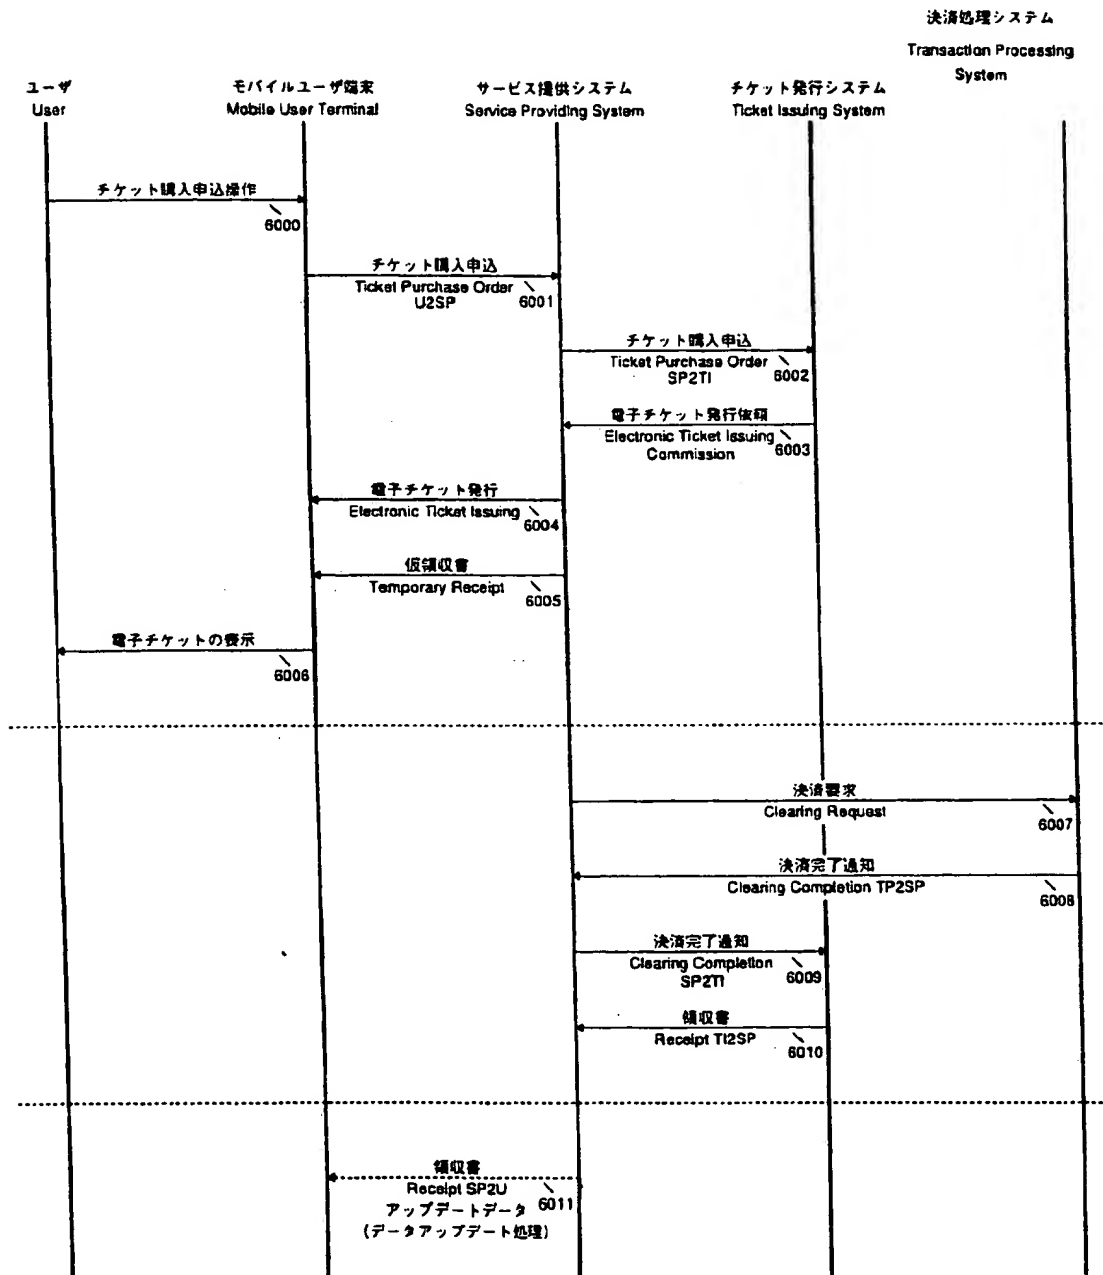 決済処理システム
Transaction Processing
System
ユーザ
User
モバイルユーザ端末
Mobile User Terminal
サービス提供システム
Service Providing System
チケット発行システム
Ticket Issuing System
チケット購入申込操作
6000
チケット購入申込
Ticket Purchase Order
U2SP
6001
チケット購入申込
Ticket Purchase Order
SP2TI
6002
電子チケット発行依頼
Electronic Ticket Issuing
Commission
6003
電子チケット発行
Electronic Ticket Issuing
6004
仮領収書
Temporary Receipt
6005
電子チケットの表示
6006
決済要求
Clearing Request
6007
決済完了通知
Clearing Completion TP2SP
6008
決済完了通知
Clearing Completion
SP2TI
6009
領収書
Receipt TI2SP
6010
領収書
Receipt SP2U
6011
アップデートデータ
(データアップデート処理)